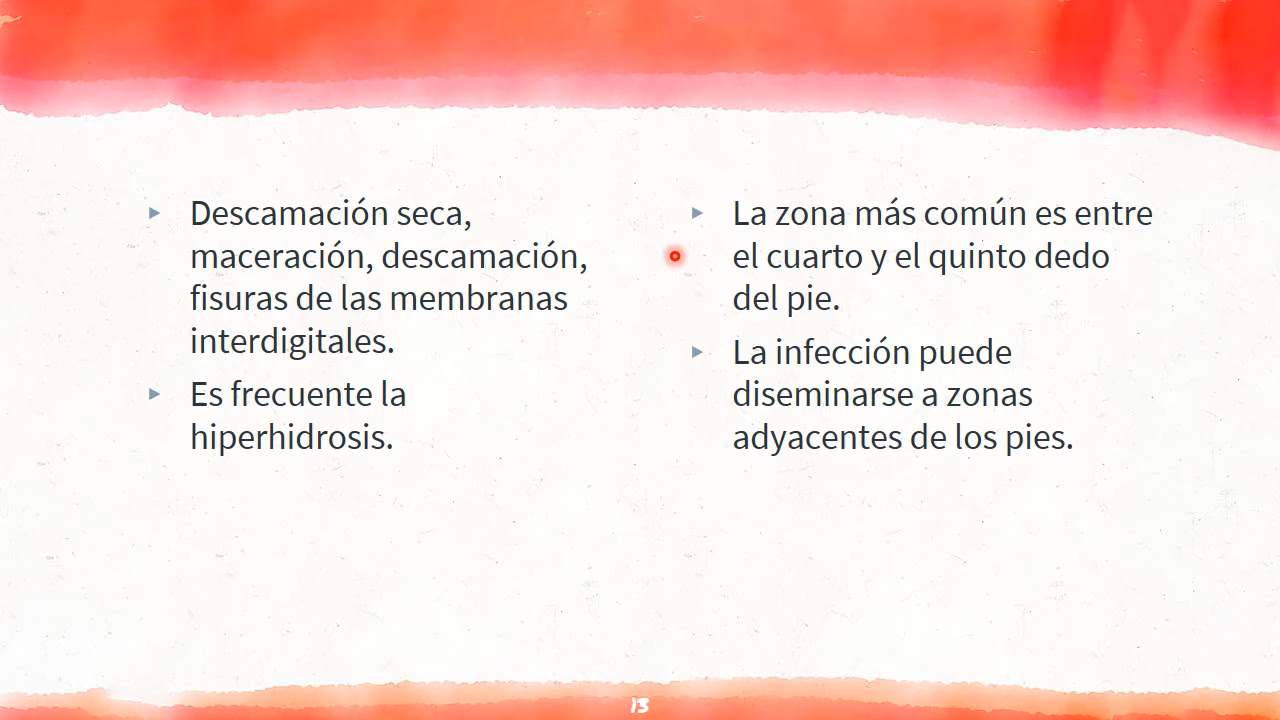 Descamación seca,
maceración, descamación,
fisuras de las membranas
interdigitales.
Es frecuente la
hiperhidrosis.
La zona más común es entre
el cuarto y el quinto dedo
del pie.
La infección puede
diseminarse a zonas
adyacentes de los pies.
13